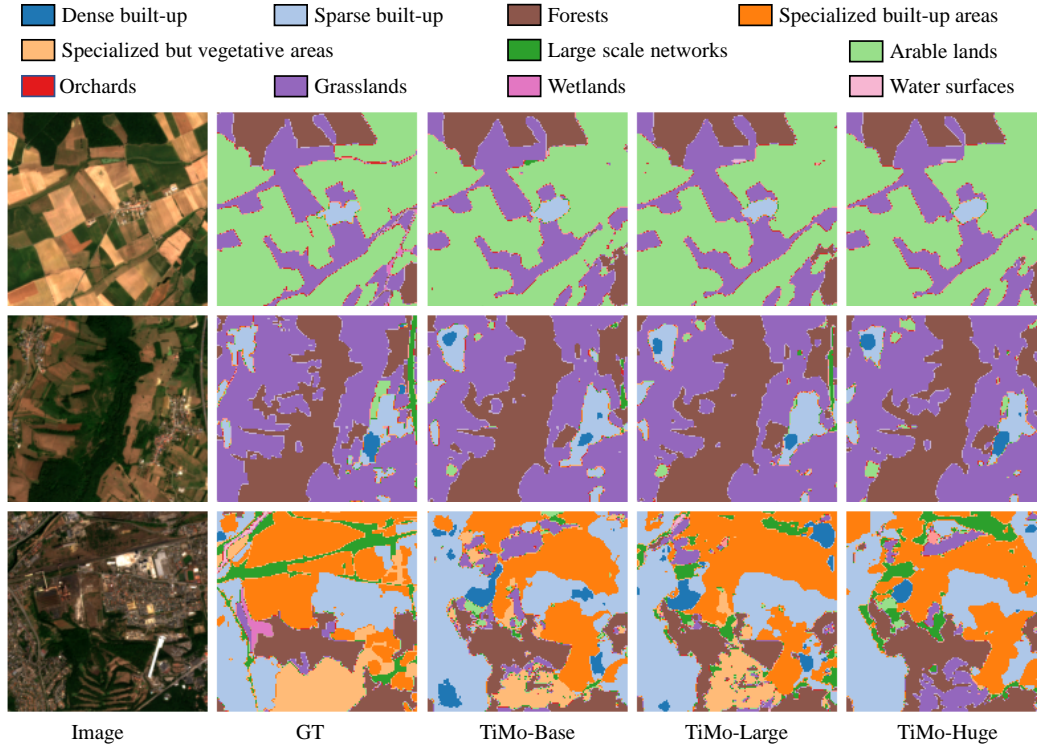 Dense built-up Sparse built-up Forests Specialized built-up areas
Specialized but vegetative areas Large scale networks Arable lands
Orchards Grasslands Wetlands Water surfaces
Image GT TiMo-Base TiMo-Large TiMo-Huge